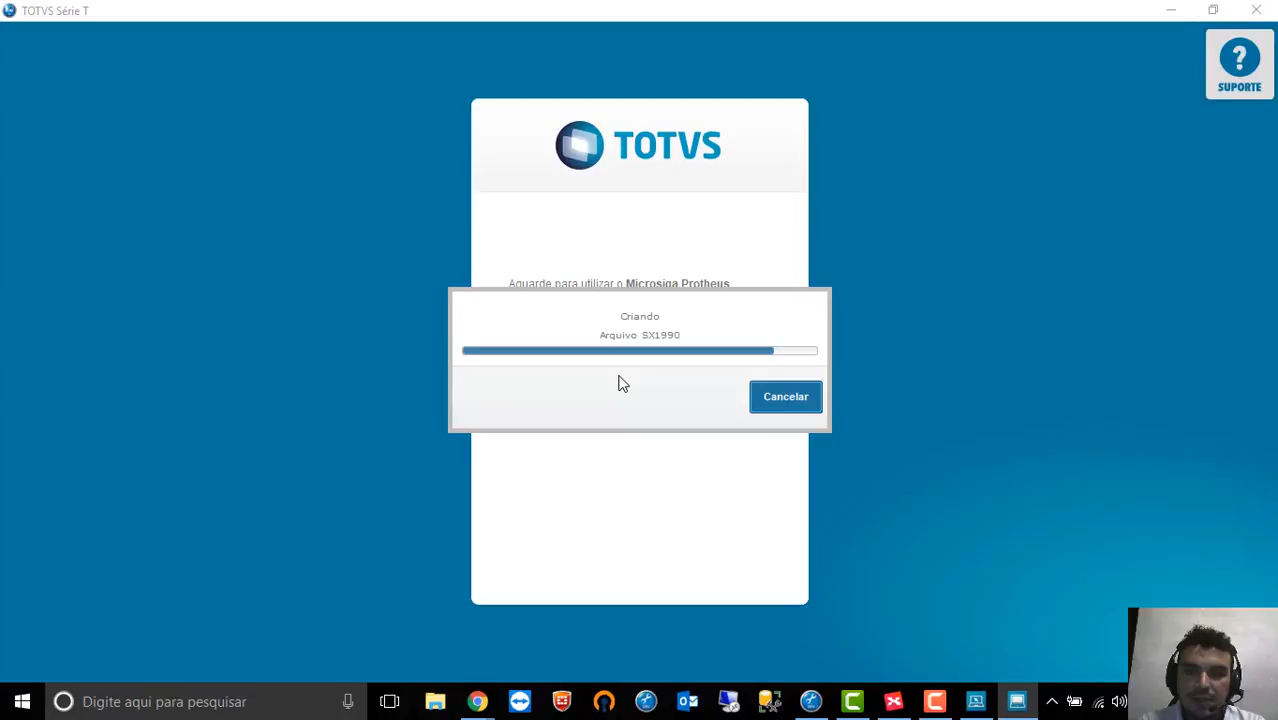 TOTVS Série T
SUPORTE
TOTVS
Aguarde para utilizar o Microsiga Protheus
Criando
Arquivo SX1990
Cancelar
Digite aqui para pesquisar